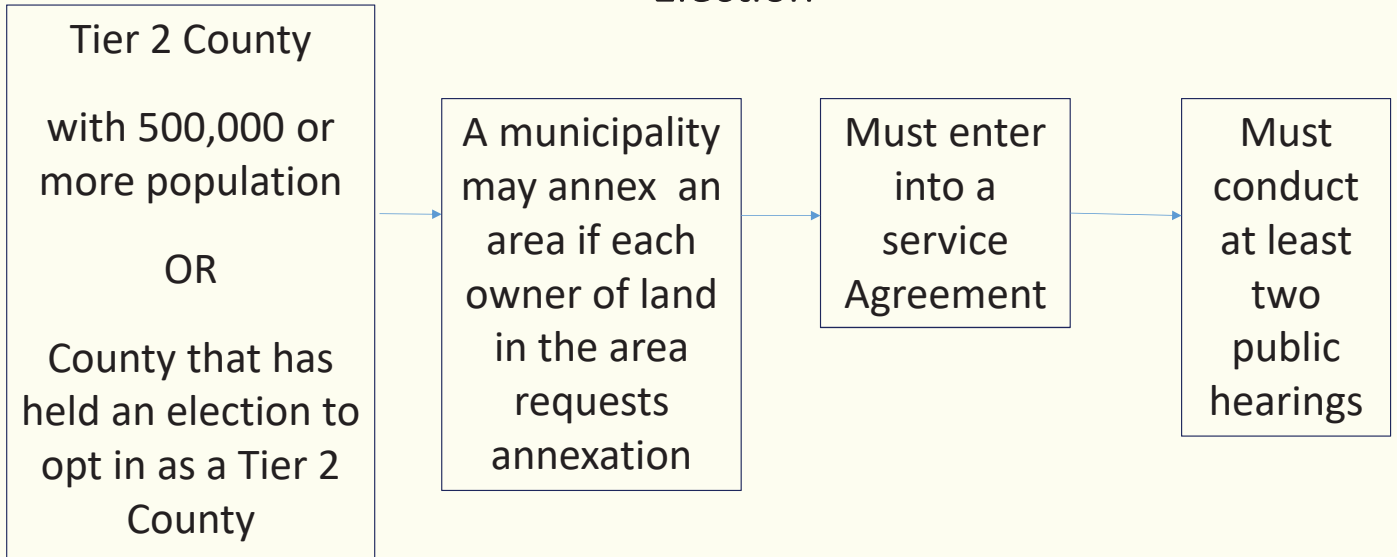 Tier 2 County
with 500,000 or
more population
OR
County that has
held an election to
opt in as a Tier 2
County
A municipality
may annex an
area if each
owner of land
in the area
requests
annexation
Must enter
into a
service
Agreement
Must
conduct
at least
two
public
hearings